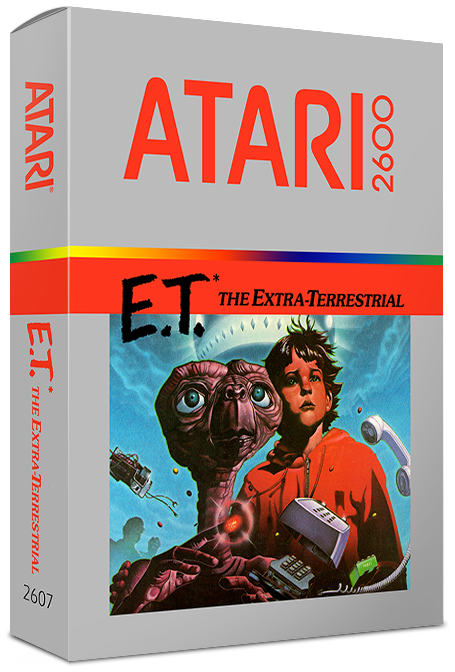 ATARI®
E.T.*
THE EXTRA-TERRESTRIAL
2607
ATARI
2600
E.T.*
THE EXTRA-TERRESTRIAL